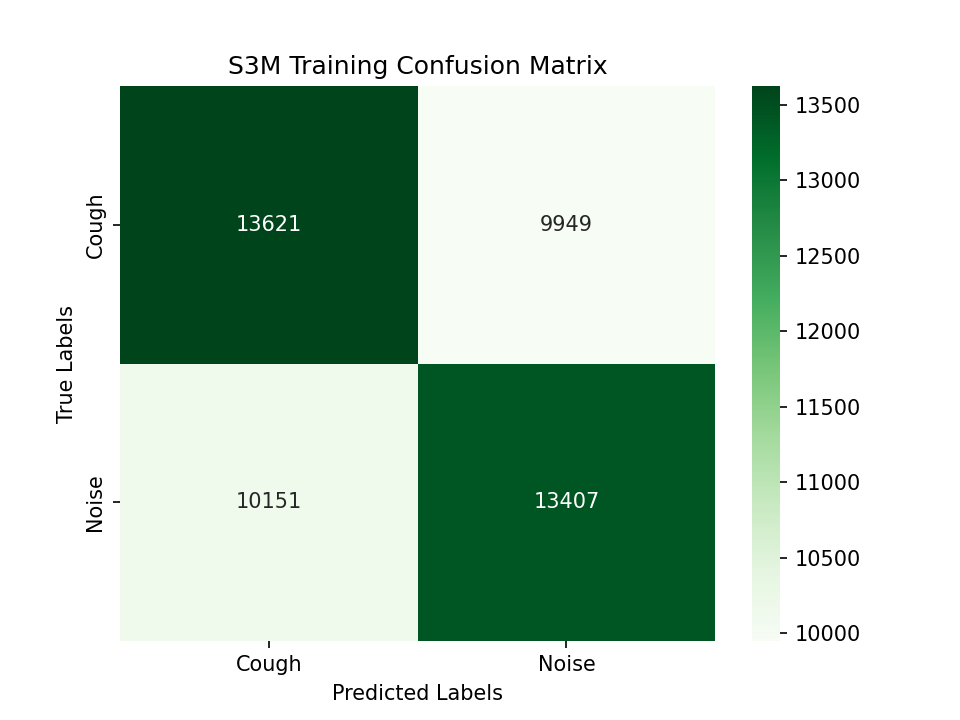 S3M Training Confusion Matrix
True Labels
Cough
Noise
13621
9949
10151
13407
Cough
Noise
Predicted Labels
13500
13000
12500
12000
11500
11000
10500
10000